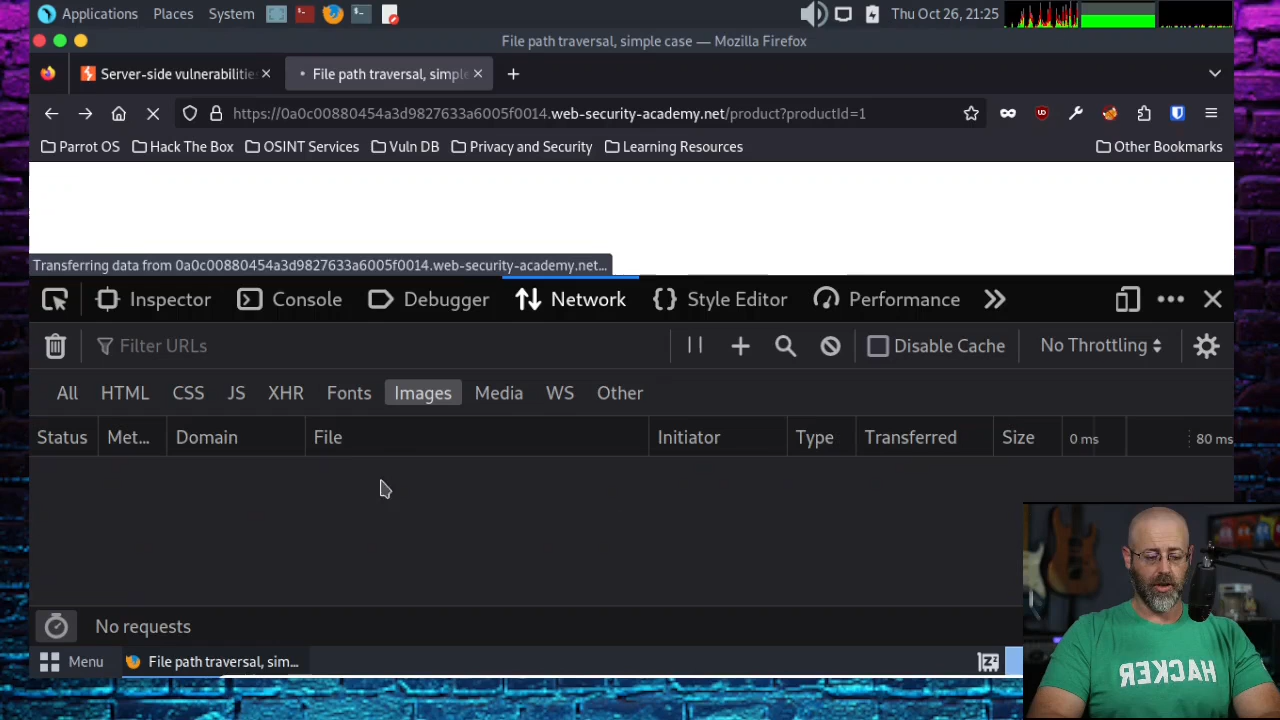 Applications Places System Thu Oct 26, 21:25
File path traversal, simple case — Mozilla Firefox
Server-side vulnerabilities File path traversal, simple
https://0a0c00880454a3d9827633a6005f0014.web-security-academy.net/product?productId=1
Parrot OS Hack The Box OSINT Services Vuln DB Privacy and Security Learning Resources Other Bookmarks
Transferring data from 0a0c00880454a3d9827633a6005f0014.web-security-academy.net...
Inspector Console Debugger Network Style Editor Performance
Filter URLs Disable Cache No Throttling
All HTML CSS JS XHR Fonts Images Media WS Other
Status Met... Domain File Initiator Type Transferred Size 0 ms 80 ms
No requests
HACKER
Menu File path traversal, sim...